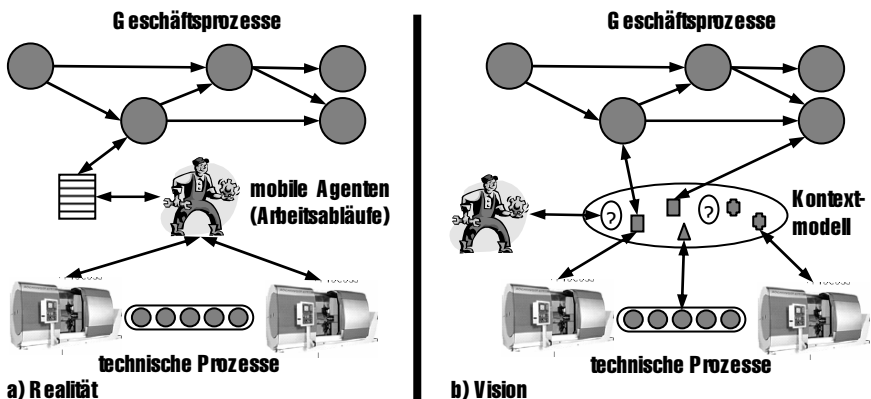 Geschäftsprozesse
mobile Agenten
(Arbeitsabläufe)
technische Prozesse
a) Realität
Geschäftsprozesse
?
?
Kontext-
modell
technische Prozesse
b) Vision